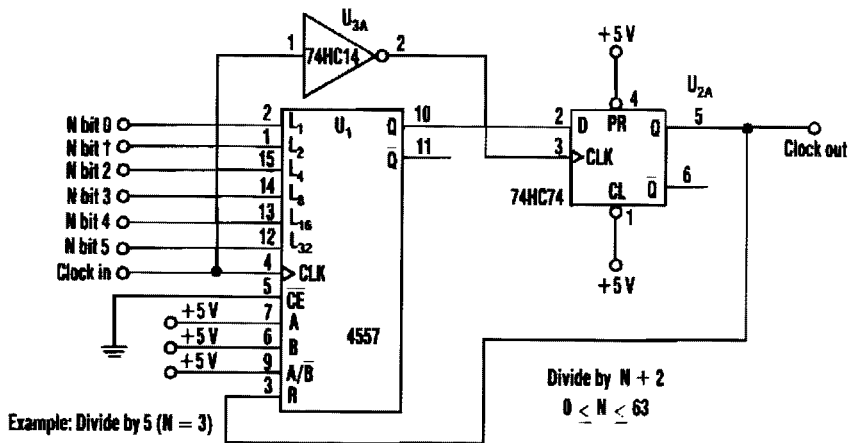 U3A
1 74HC14 2
+5 V
4
U2A
N bit 0 2 L1 U1 Q 10 2 D PR Q 5
Clock out
N bit 1 1 L2 Q̅ 11 3 CLK
N bit 2 15 L4
N bit 3 14 L8 74HC74 CL Q̅ 6
N bit 4 13 L16 1
N bit 5 12 L32
Clock in 4 CLK +5 V
5 C̅E̅
+5 V 7 A
+5 V 6 B 4557
+5 V 9 A/B̅
3 R
Divide by N + 2
0 ≤ N ≤ 63
Example: Divide by 5 (N = 3)